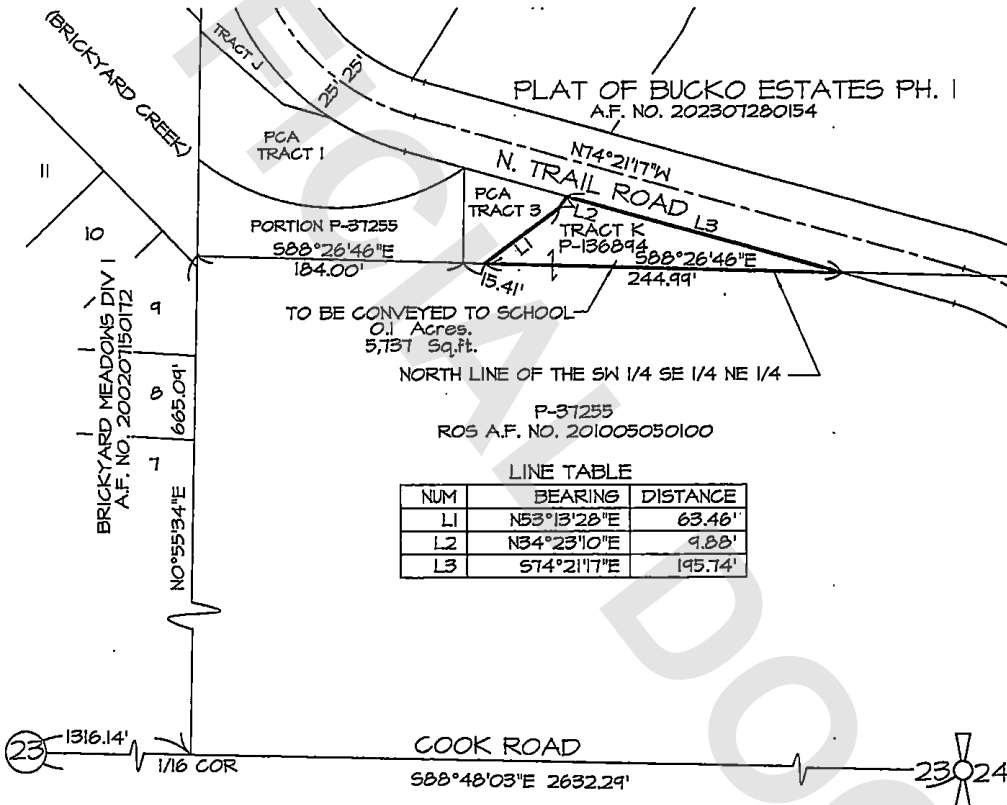 (BRICKYARD CREEK)
TRACT J
25' 25'
PLAT OF BUCKO ESTATES PH. 1
A.F. NO. 202307280154
PCA
TRACT 1
N74°21'17"W
N. TRAIL ROAD
11
10
PCA
TRACT 3
L2
L3
L1
TRACT K
P-136894
PORTION P-37255
S88°26'46"E
184.00'
S88°26'46"E
244.99'
15.41'
TO BE CONVEYED TO SCHOOL
0.1 Acres.
5,737 Sq.ft.
NORTH LINE OF THE SW 1/4 SE 1/4 NE 1/4
BRICKYARD MEADOWS DIV 1
A.F. NO. 200207150172
9
8
7
665.09'
N0°55'34"E
P-37255
ROS A.F. NO. 201005050100
LINE TABLE
NUM BEARING DISTANCE
L1 N53°13'28"E 63.46'
L2 N34°23'10"E 9.88'
L3 S74°21'17"E 195.74'
23
1316.14'
1/16 COR
COOK ROAD
S88°48'03"E 2632.29'
23 24
FICIAL DOC